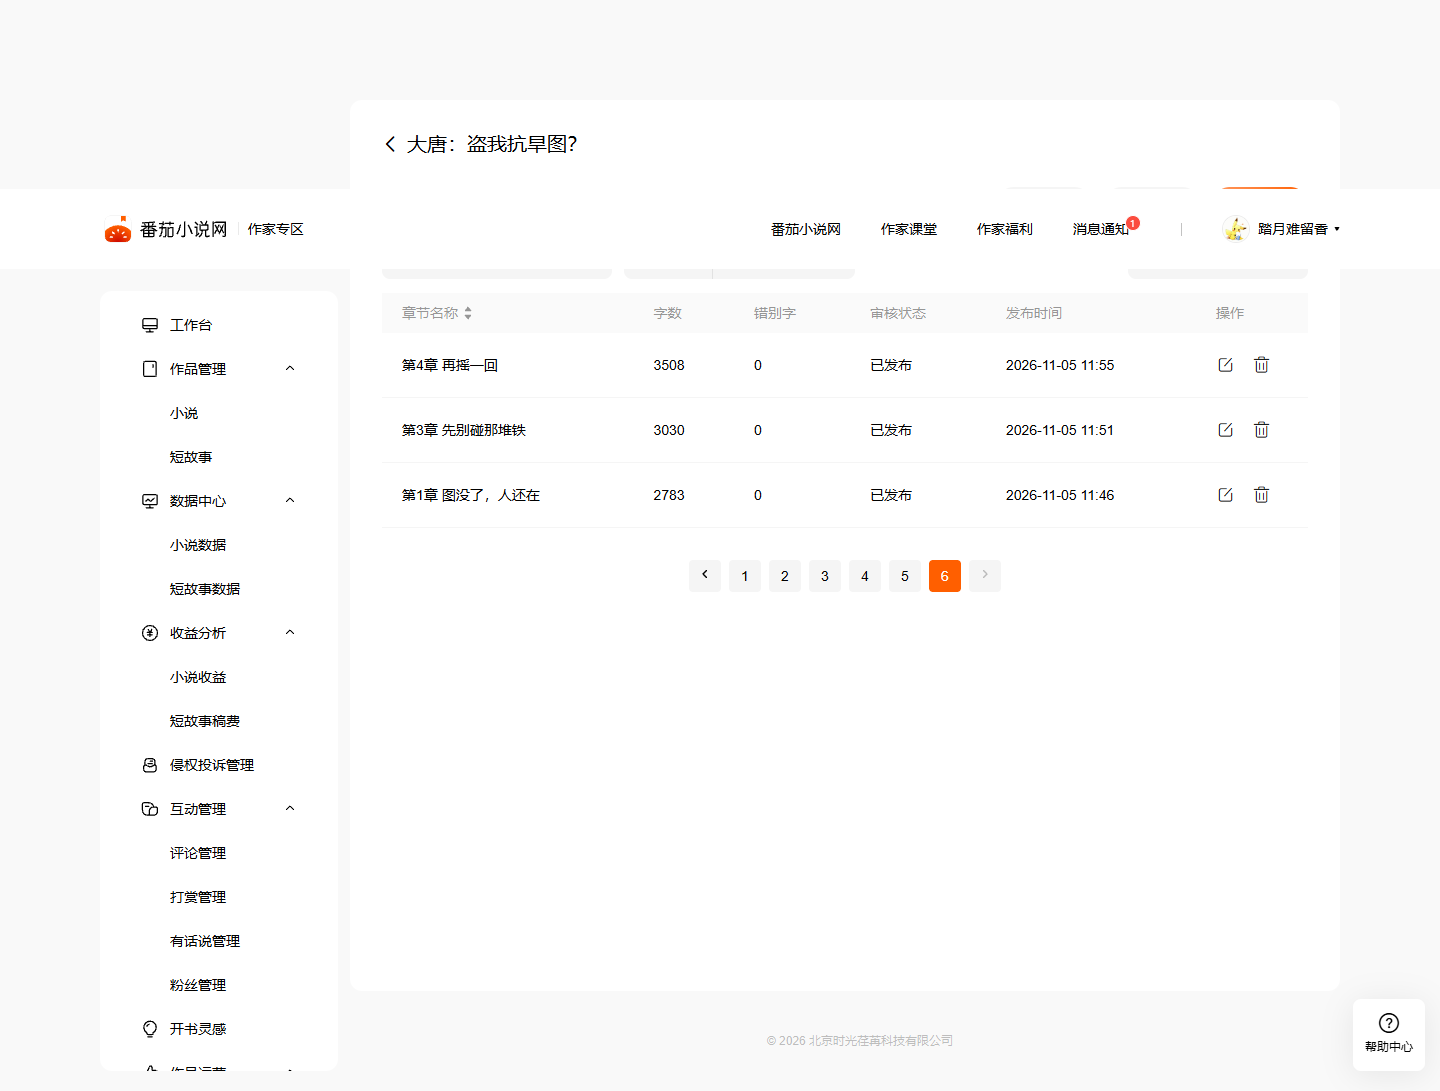 大唐：盗我抗旱图？
番茄小说网 作家专区 番茄小说网 作家课堂 作家福利 消息通知 1 踏月难留香
工作台
作品管理
小说
短故事
数据中心
小说数据
短故事数据
收益分析
小说收益
短故事稿费
侵权投诉管理
互动管理
评论管理
打赏管理
有话说管理
粉丝管理
开书灵感
作品运营
章节名称 字数 错别字 审核状态 发布时间 操作
第4章 再摇一回 3508 0 已发布 2026-11-05 11:55
第3章 先别碰那堆铁 3030 0 已发布 2026-11-05 11:51
第1章 图没了，人还在 2783 0 已发布 2026-11-05 11:46
1 2 3 4 5 6
© 2026 北京时光荏苒科技有限公司
帮助中心